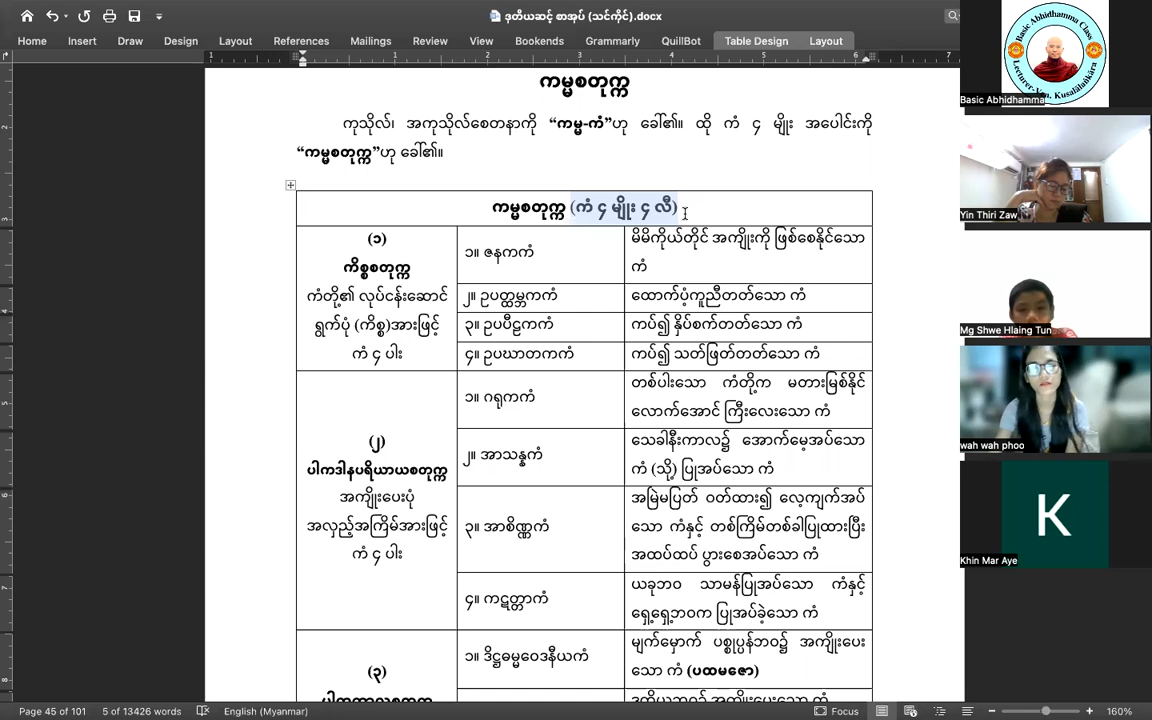 ဒုတိယဆင့် စာအုပ် (သင်ကိုင်).docx
Home Insert Draw Design Layout References Mailings Review View Bookends Grammarly QuillBot Table Design Layout
1 1 2 3 4 5 6 7
ကမ္မစတုက္က
ကုသိုလ်၊ အကုသိုလ်စေတနာကို “ကမ္မ-ကံ”ဟု ခေါ်၏။ ထို ကံ ၄ မျိုး အပေါင်းကို
“ကမ္မစတုက္က”ဟု ခေါ်၏။
ကမ္မစတုက္က (ကံ ၄ မျိုး ၄ လီ)
(၁)
ကိစ္စစတုက္က
ကံတို့၏ လုပ်ငန်းဆောင်
ရွက်ပုံ (ကိစ္စ)အားဖြင့်
ကံ ၄ ပါး
၁။ ဇနကကံ
မိမိကိုယ်တိုင် အကျိုးကို ဖြစ်စေနိုင်သော
ကံ
၂။ ဥပတ္ထမ္ဘကကံ
ထောက်ပံ့ကူညီတတ်သော ကံ
၃။ ဥပပီဠကကံ
ကပ်၍ နှိပ်စက်တတ်သော ကံ
၄။ ဥပဃာတကကံ
ကပ်၍ သတ်ဖြတ်တတ်သော ကံ
(၂)
ပါကဒါနပရိယာယစတုက္က
အကျိုးပေးပုံ
အလှည့်အကြိမ်အားဖြင့်
ကံ ၄ ပါး
၁။ ဂရုကကံ
တစ်ပါးသော ကံတို့က မတားမြစ်နိုင်
လောက်အောင် ကြီးလေးသော ကံ
၂။ အာသန္နကံ
သေခါနီးကာလ၌ အောက်မေ့အပ်သော
ကံ (သို့) ပြုအပ်သော ကံ
၃။ အာစိဏ္ဏကံ
အမြဲမပြတ် ဝတ်ထား၍ လေ့ကျက်အပ်
သော ကံနှင့် တစ်ကြိမ်တစ်ခါပြုထားပြီး
အထပ်ထပ် ပွားစေအပ်သော ကံ
၄။ ကဋတ္တာကံ
ယခုဘဝ သာမန်ပြုအပ်သော ကံနှင့်
ရှေ့ရှေ့ဘဝက ပြုအပ်ခဲ့သော ကံ
(၃)
၁။ ဒိဋ္ဌဓမ္မဝေဒနီယကံ
မျက်မှောက် ပစ္စုပ္ပန်ဘဝ၌ အကျိုးပေး
သော ကံ (ပထမဇော)
Page 45 of 101 5 of 13426 words English (Myanmar) Focus 160%
Basic Abhidhamma Class
Lecturer-Ven. Kusalālaṅkāra
Basic Abhidhamma
Yin Thiri Zaw
Mg Shwe Hlaing Tun
wah wah phoo
K
Khin Mar Aye